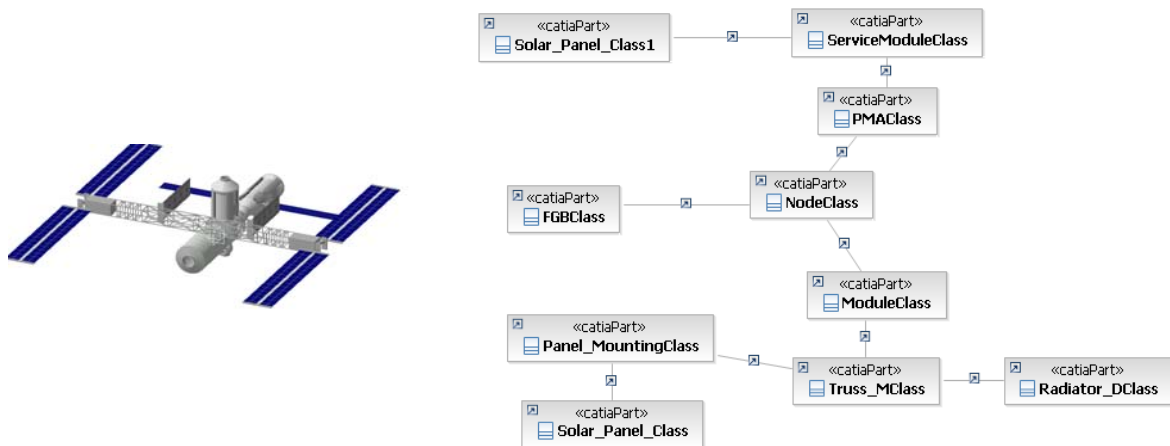 «catiaPart»
Solar_Panel_Class1
«catiaPart»
ServiceModuleClass
«catiaPart»
PMAClass
«catiaPart»
FGBClass
«catiaPart»
NodeClass
«catiaPart»
ModuleClass
«catiaPart»
Panel_MountingClass
«catiaPart»
Truss_MClass
«catiaPart»
Radiator_DClass
«catiaPart»
Solar_Panel_Class